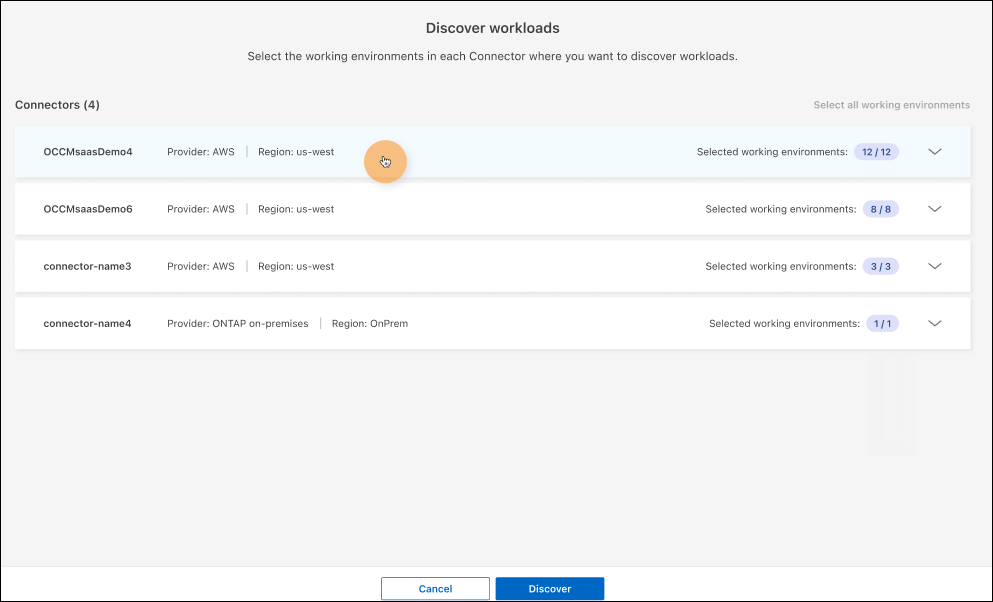 Discover workloads
Select the working environments in each Connector where you want to discover workloads.
Connectors (4)
Select all working environments
OCCMsaasDemo4 Provider: AWS | Region: us-west Selected working environments: 12 / 12
OCCMsaasDemo6 Provider: AWS | Region: us-west Selected working environments: 8 / 8
connector-name3 Provider: AWS | Region: us-west Selected working environments: 3 / 3
connector-name4 Provider: ONTAP on-premises | Region: OnPrem Selected working environments: 1 / 1
Cancel Discover